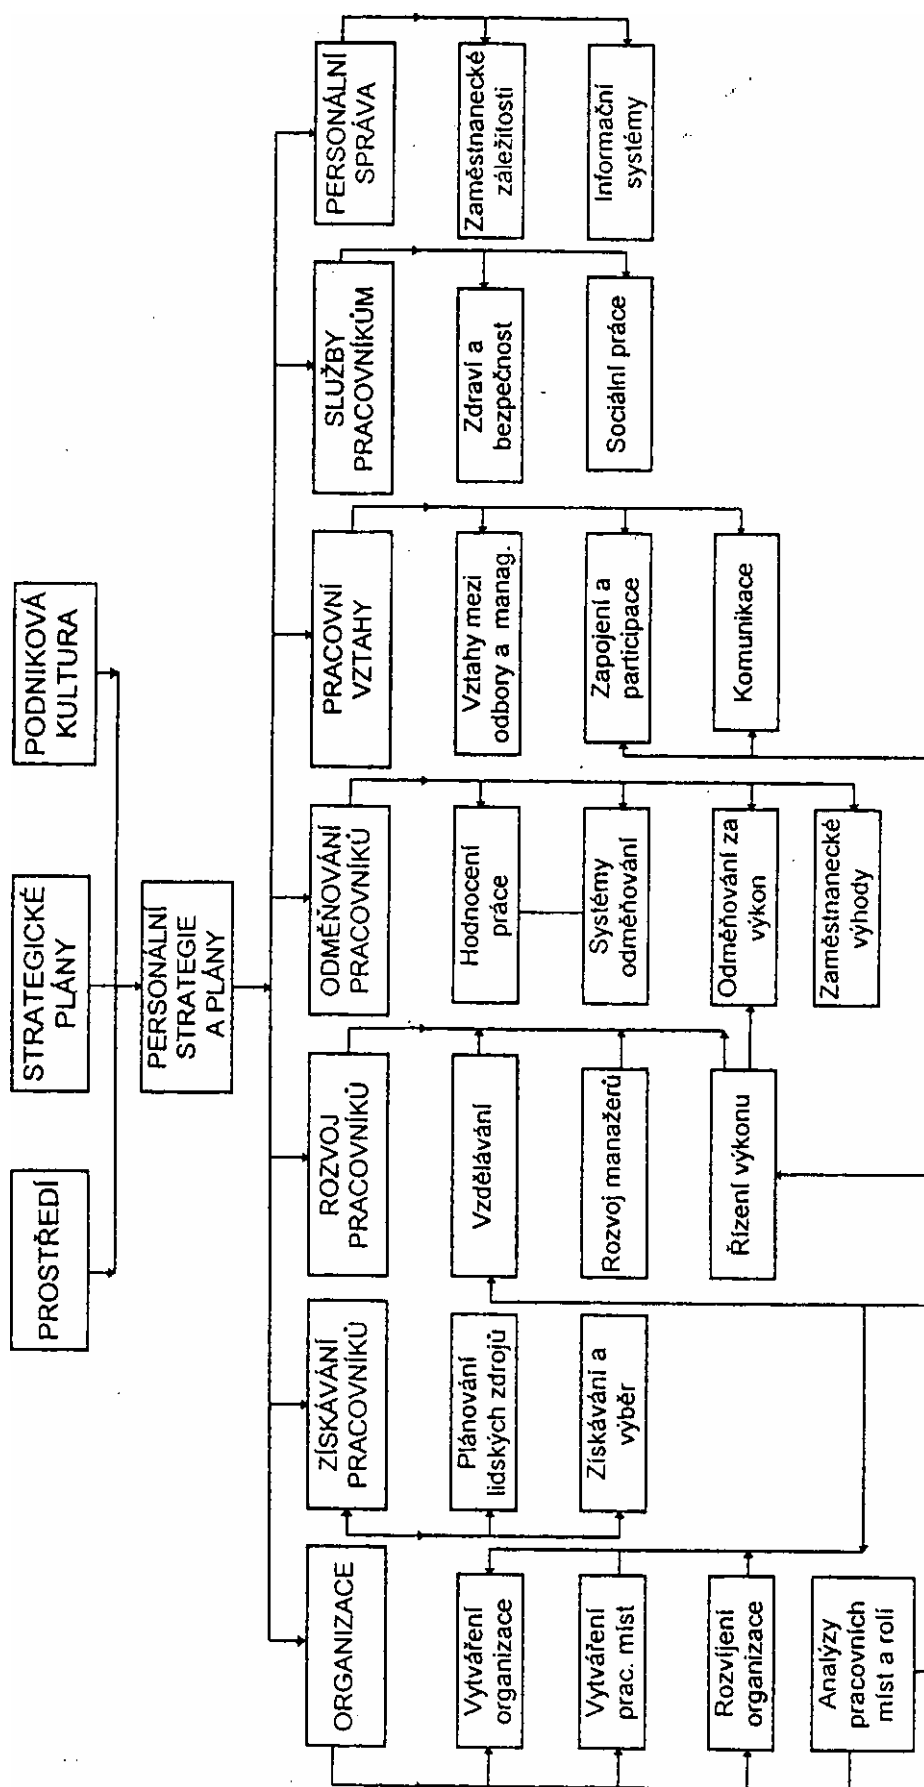 PROSTŘEDÍ
STRATEGICKÉ
PLÁNY
PODNIKOVÁ
KULTURA
PERSONÁLNÍ
STRATEGIE
A PLÁNY
ORGANIZACE
Vytváření
organizace
Vytváření
prac. míst
Rozvíjení
organizace
Analýzy
pracovních
míst a rolí
ZÍSKÁVÁNÍ
PRACOVNÍKŮ
Plánování
lidských zdrojů
Získávání a
výběr
ROZVOJ
PRACOVNÍKŮ
Vzdělávání
Rozvoj manažerů
Řízení výkonu
ODMĚŇOVÁNÍ
PRACOVNÍKŮ
Hodnocení
práce
Systémy
odměňování
Odměňování za
výkon
Zaměstnanecké
výhody
PRACOVNÍ
VZTAHY
Vztahy mezi
odbory a manag.
Zapojení a
participace
Komunikace
SLUŽBY
PRACOVNÍKŮM
Zdraví a
bezpečnost
Sociální práce
PERSONÁLNÍ
SPRÁVA
Zaměstnanecké
záležitosti
Informační
systémy